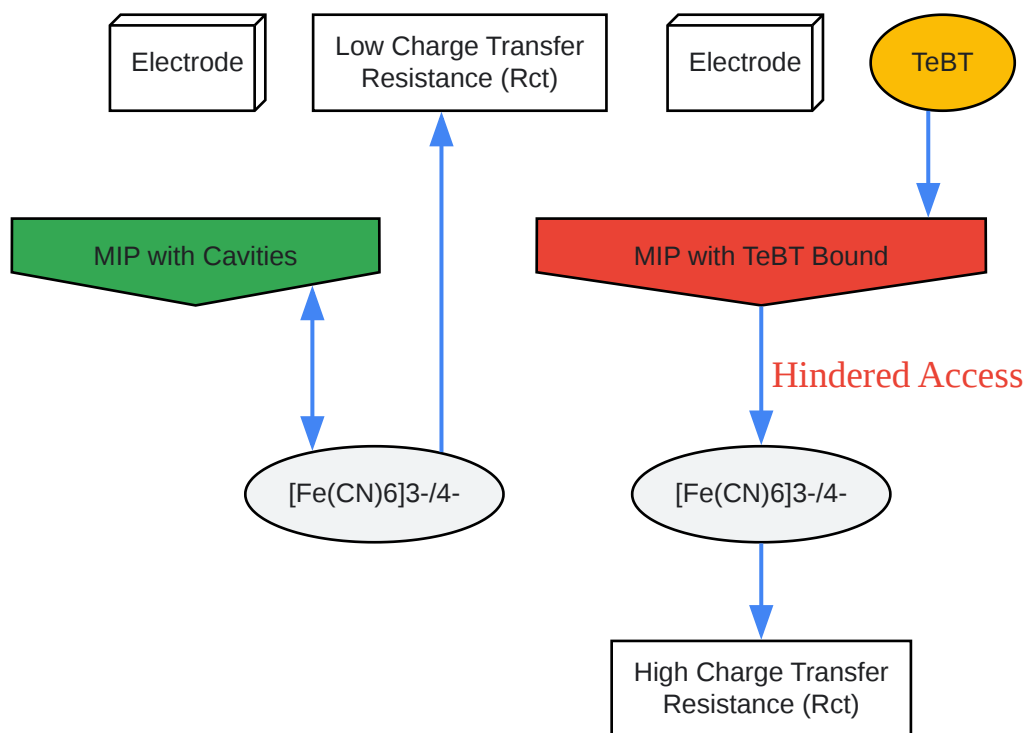 Electrode
Low Charge Transfer
Resistance (Rct)
Electrode
TeBT
MIP with Cavities
MIP with TeBT Bound
Hindered Access
[Fe(CN)6]3-/4-
[Fe(CN)6]3-/4-
High Charge Transfer
Resistance (Rct)